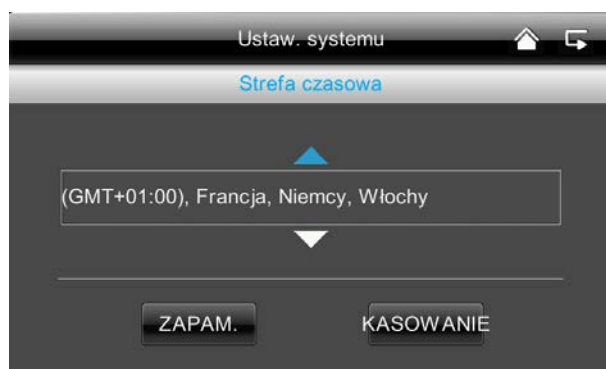 Ustaw. systemu
Strefa czasowa
(GMT+01:00), Francja, Niemcy, Włochy
ZAPAM.
KASOWANIE